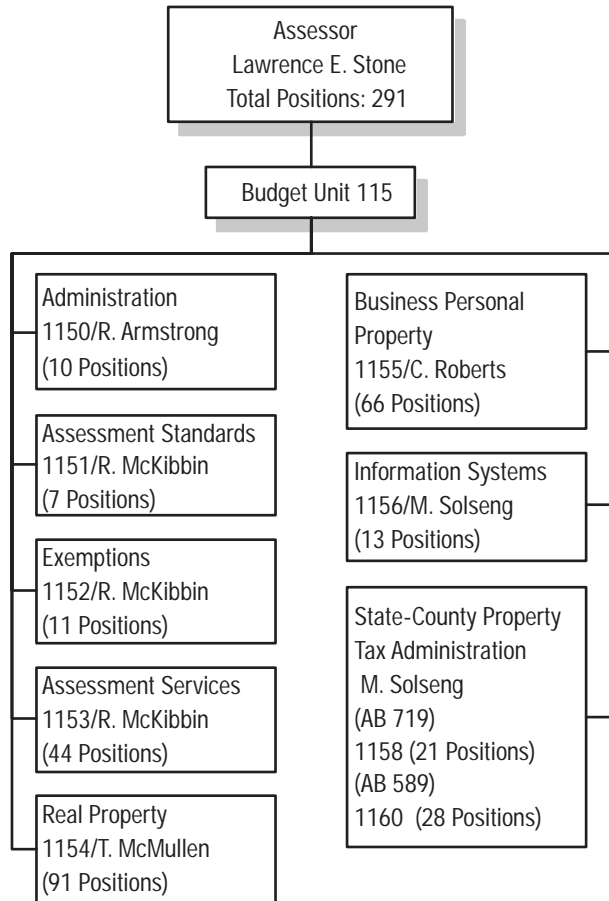 Assessor
Lawrence E. Stone
Total Positions: 291
Budget Unit 115
Administration
1150/R. Armstrong
(10 Positions)
Assessment Standards
1151/R. McKibbin
(7 Positions)
Exemptions
1152/R. McKibbin
(11 Positions)
Assessment Services
1153/R. McKibbin
(44 Positions)
Real Property
1154/T. McMullen
(91 Positions)
Business Personal
Property
1155/C. Roberts
(66 Positions)
Information Systems
1156/M. Solseng
(13 Positions)
State-County Property
Tax Administration
M. Solseng
(AB 719)
1158 (21 Positions)
(AB 589)
1160 (28 Positions)